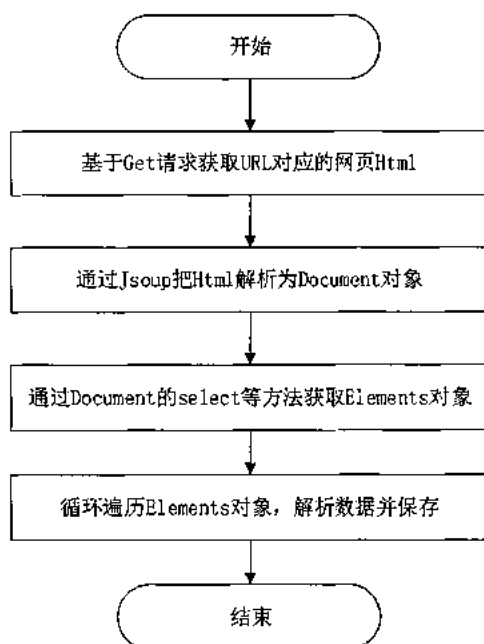 开始
基于Get请求获取URL对应的网页Html
通过Jsoup把Html解析为Document对象
通过Document的select等方法获取Elements对象
循环遍历Elements对象，解析数据并保存
结束